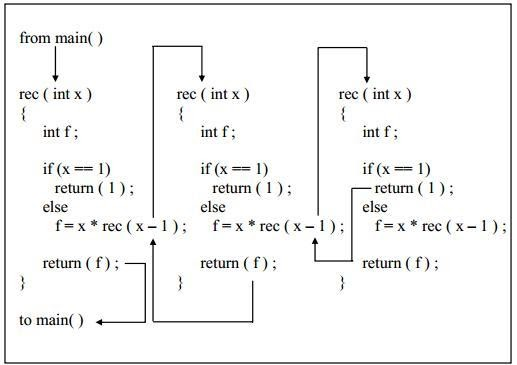 from main( )
rec ( int x )
{
int f ;
if (x == 1)
return ( 1 ) ;
else
f = x * rec ( x – 1 ) ;
return ( f ) ;
}
to main( )
rec ( int x )
{
int f ;
if (x == 1)
return ( 1 ) ;
else
f = x * rec ( x – 1 ) ;
return ( f ) ;
}
rec ( int x )
{
int f ;
if (x == 1)
return ( 1 ) ;
else
f = x * rec ( x – 1 ) ;
return ( f ) ;
}